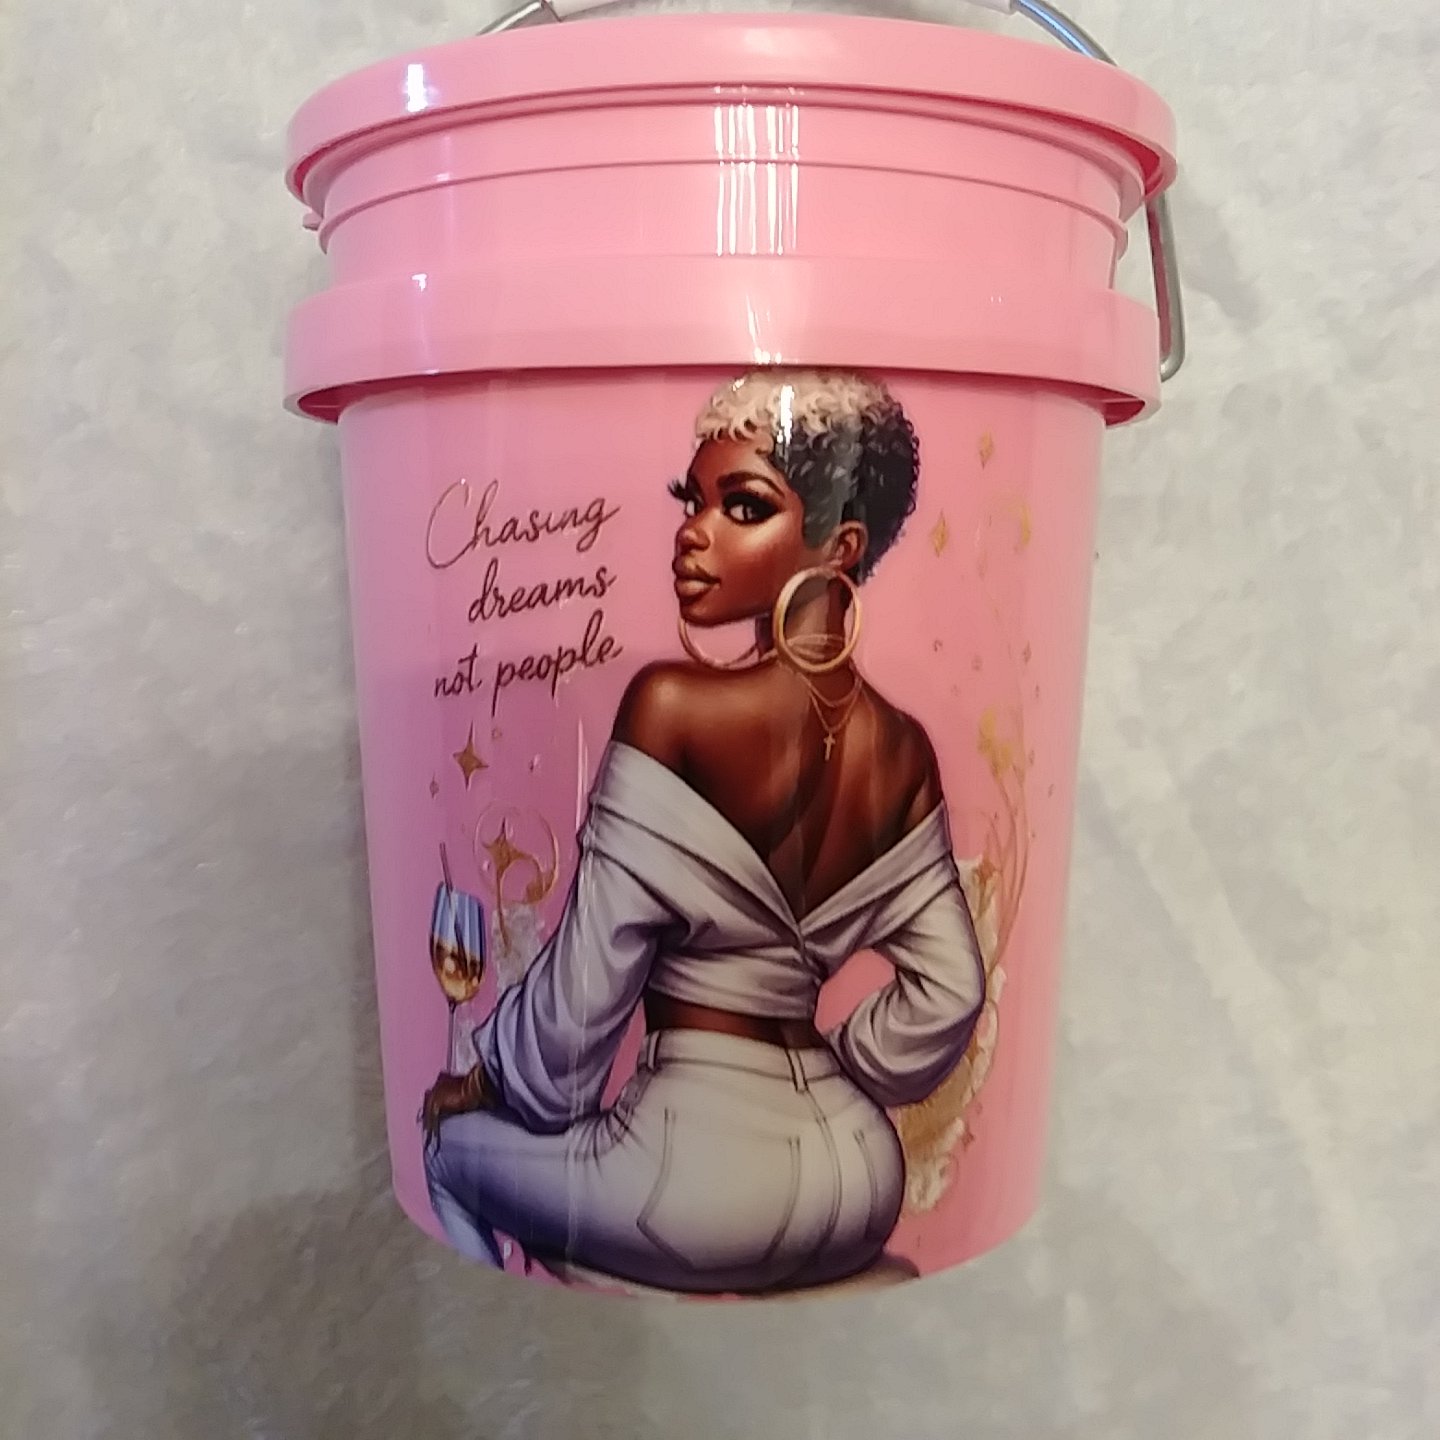 Chasing
dreams
not people